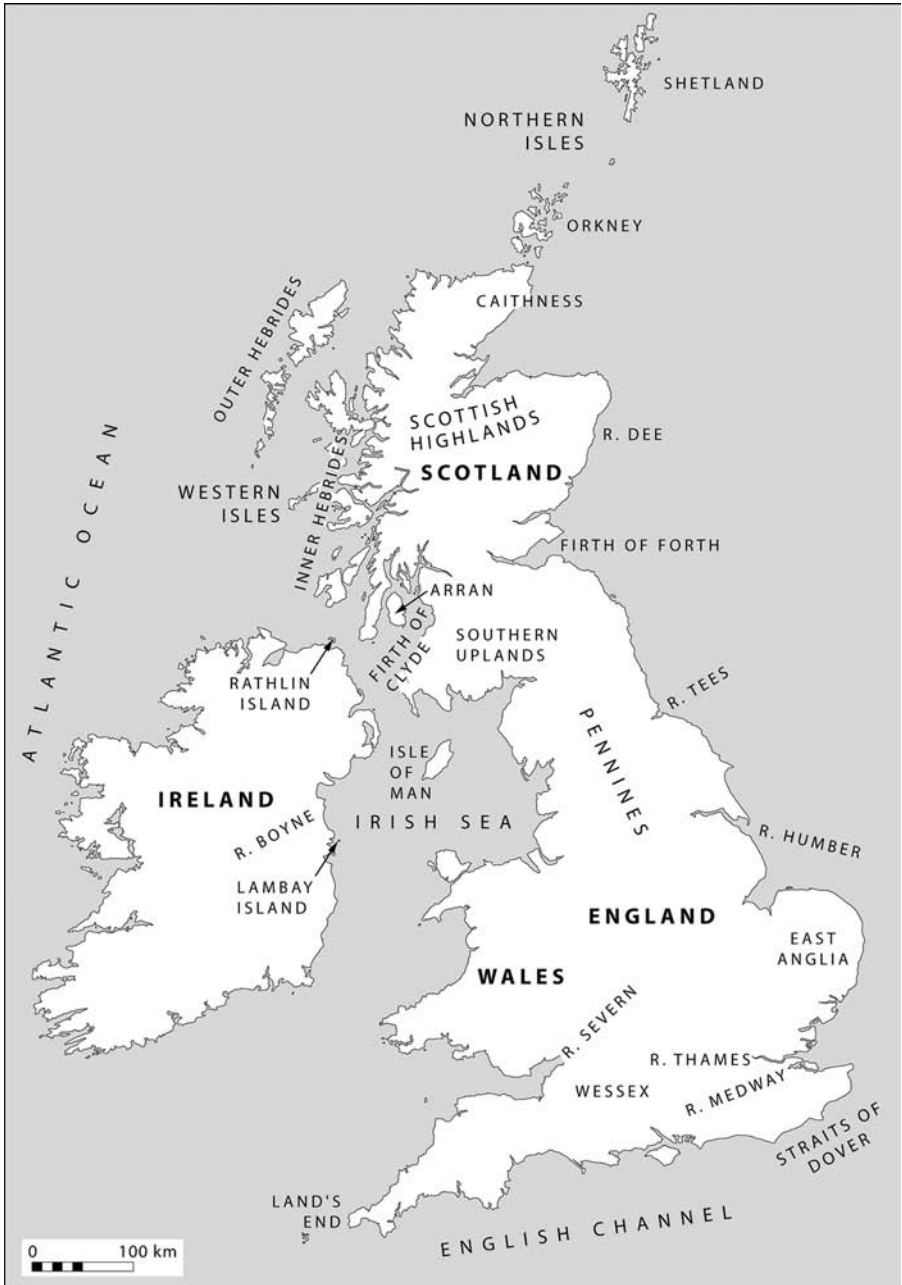 SHETLAND
NORTHERN
ISLES
ORKNEY
CAITHNESS
OUTER HEBRIDES
SCOTTISH
HIGHLANDS
R. DEE
SCOTLAND
WESTERN
ISLES
INNER HEBRIDES
ATLANTIC OCEAN
FIRTH OF FORTH
ARRAN
FIRTH OF
CLYDE
SOUTHERN
UPLANDS
RATHLIN
ISLAND
R. TEES
PENNINES
ISLE
OF
MAN
IRELAND
IRISH SEA
R. BOYNE
R. HUMBER
LAMBAY
ISLAND
ENGLAND
EAST
ANGLIA
WALES
R. SEVERN
R. THAMES
WESSEX
R. MEDWAY
STRAITS OF
DOVER
LAND'S
END
ENGLISH CHANNEL
0 100 km